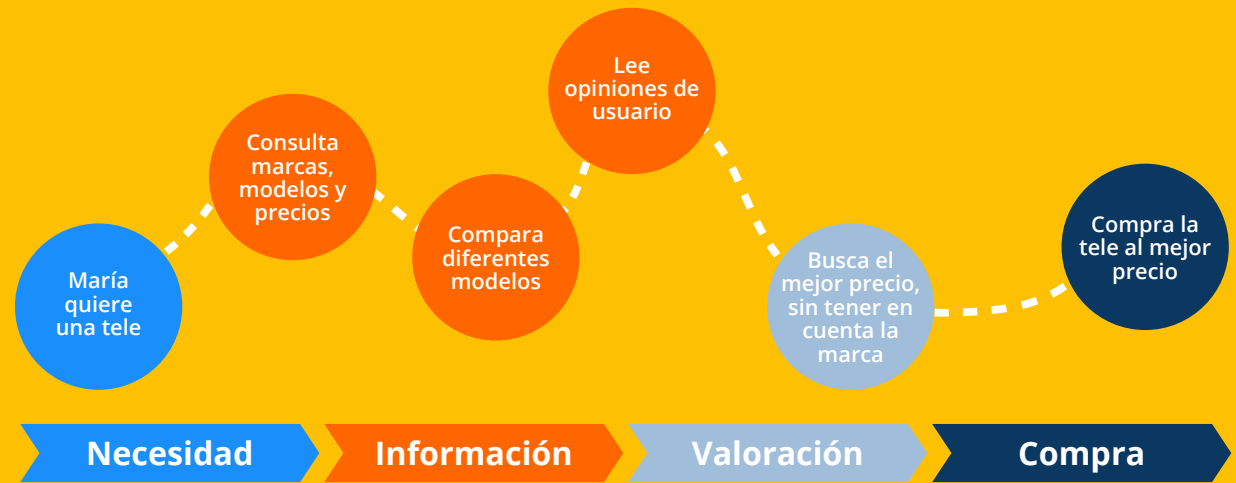 María
quiere
una tele
Consulta
marcas,
modelos y
precios
Compara
diferentes
modelos
Lee
opiniones de
usuario
Busca el
mejor precio,
sin tener en
cuenta la
marca
Compra la
tele al mejor
precio
Necesidad
Información
Valoración
Compra